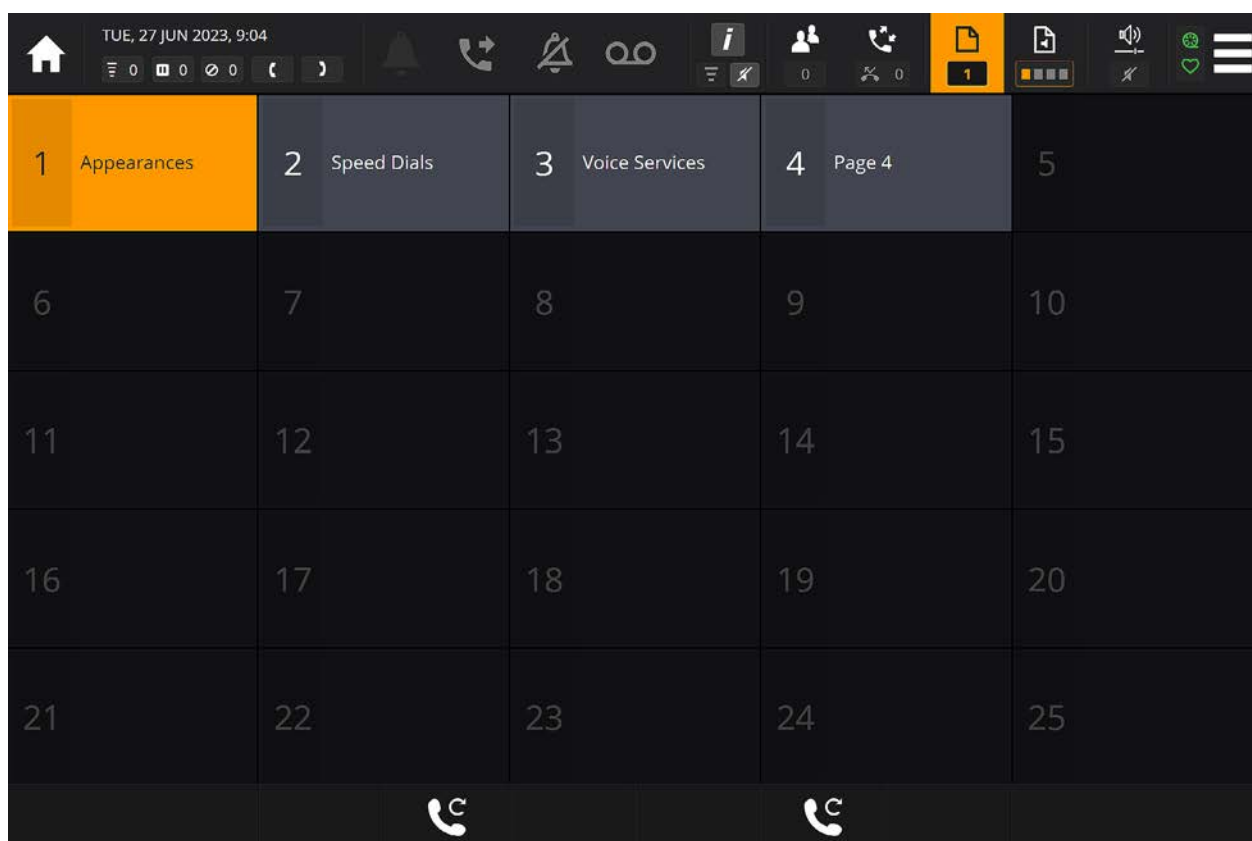 TUE, 27 JUN 2023, 9:04
0 0 0
i
0
0
1
1 Appearances 2 Speed Dials 3 Voice Services 4 Page 4 5
6 7 8 9 10
11 12 13 14 15
16 17 18 19 20
21 22 23 24 25